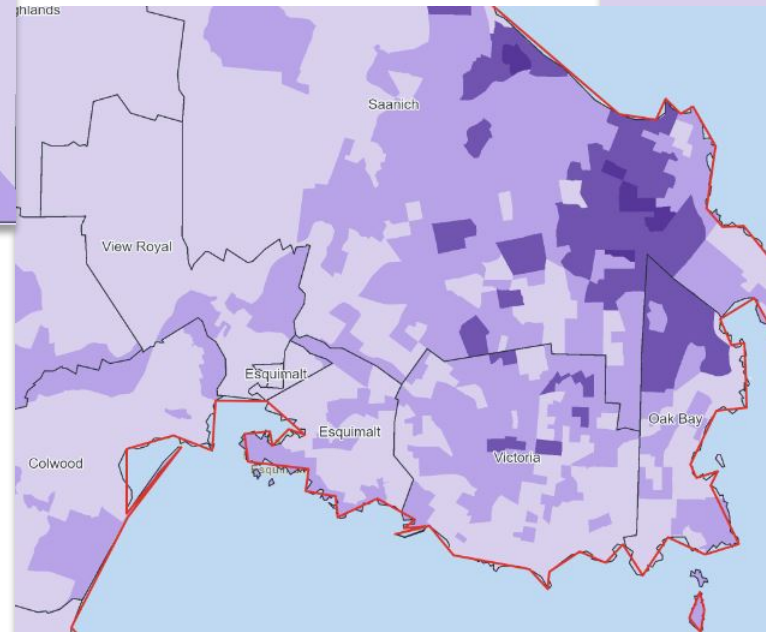 ghlands
Saanich
View Royal
Esquimalt
Esquimalt
Oak Bay
Colwood
Victoria